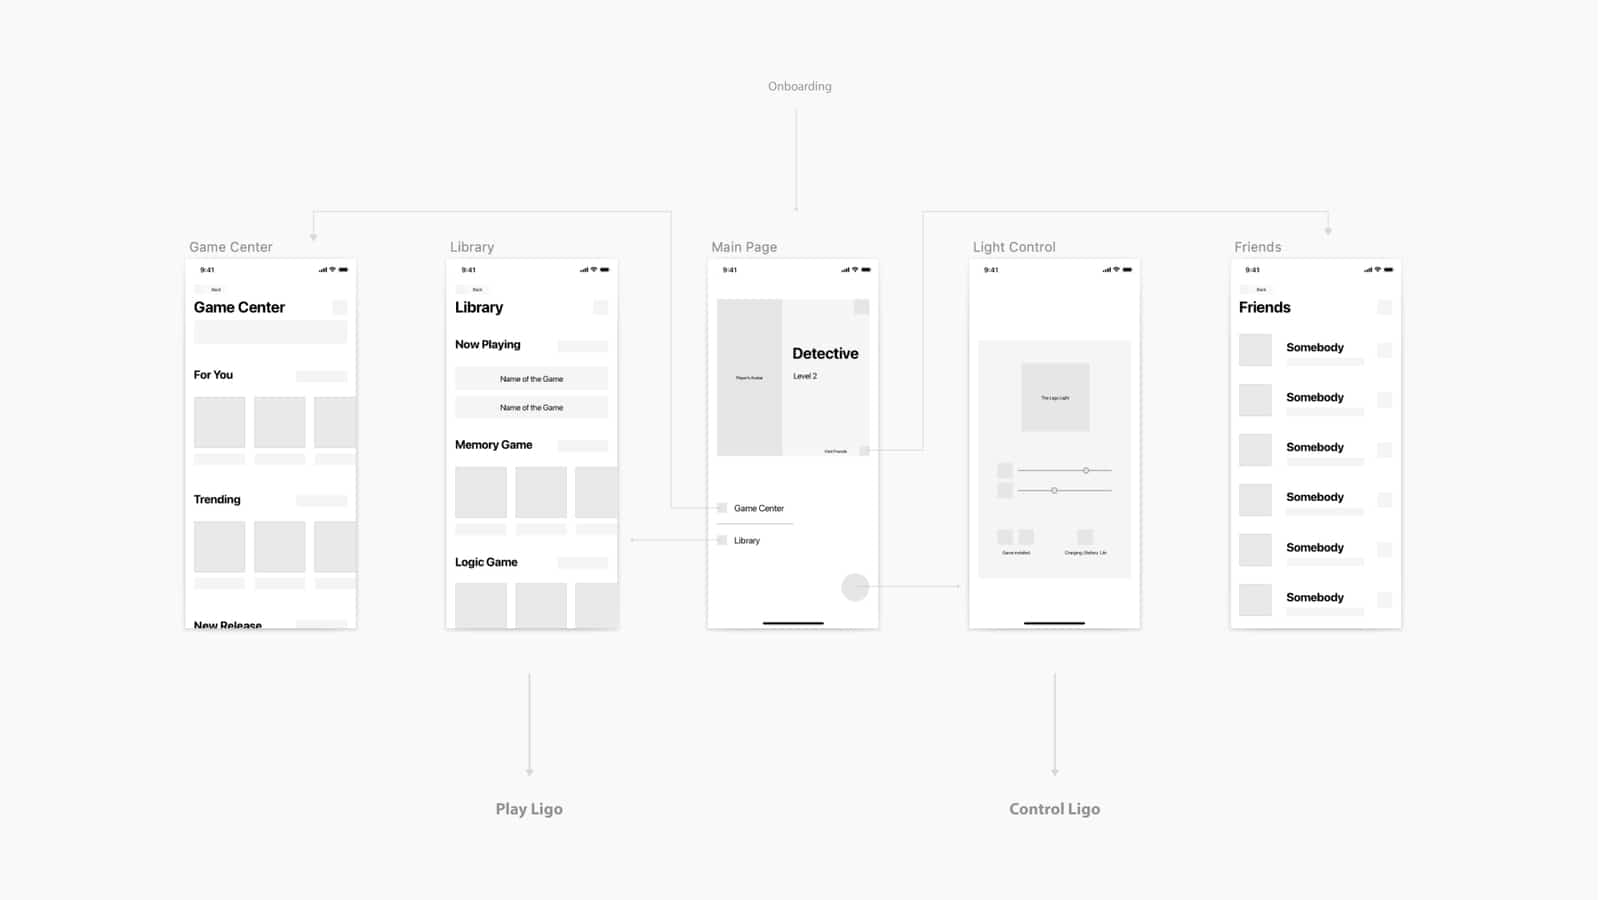 Onboarding
Game Center
9:41
Back
Game Center
For You
Trending
New Release
Library
9:41
Back
Library
Now Playing
Name of the Game
Name of the Game
Memory Game
Logic Game
Main Page
9:41
Player's Avatar
Detective
Level 2
Visit Friends
Game Center
Library
Light Control
9:41
The Ligo Light
Game installed
Charging /Battery Life
Friends
9:41
Back
Friends
Somebody
Somebody
Somebody
Somebody
Somebody
Somebody
Play Ligo
Control Ligo